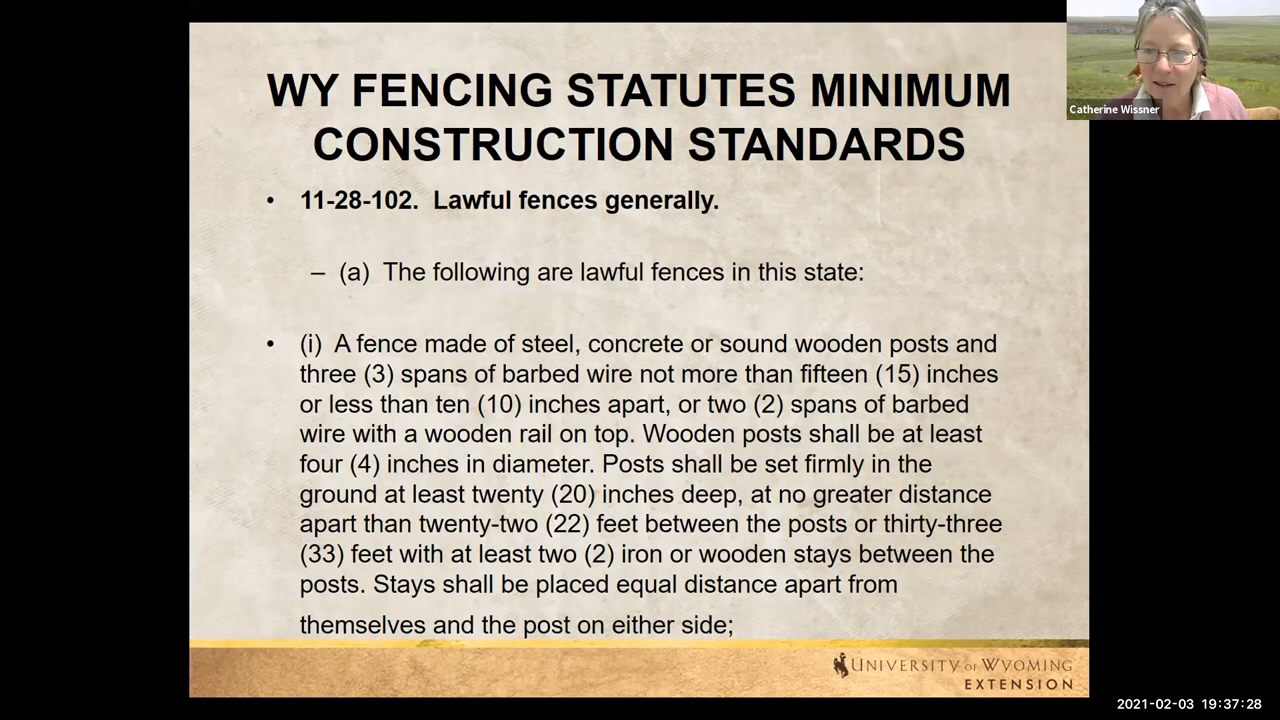 WY FENCING STATUTES MINIMUM
CONSTRUCTION STANDARDS
• 11-28-102. Lawful fences generally.
– (a) The following are lawful fences in this state:
• (i) A fence made of steel, concrete or sound wooden posts and
three (3) spans of barbed wire not more than fifteen (15) inches
or less than ten (10) inches apart, or two (2) spans of barbed
wire with a wooden rail on top. Wooden posts shall be at least
four (4) inches in diameter. Posts shall be set firmly in the
ground at least twenty (20) inches deep, at no greater distance
apart than twenty-two (22) feet between the posts or thirty-three
(33) feet with at least two (2) iron or wooden stays between the
posts. Stays shall be placed equal distance apart from
themselves and the post on either side;
UNIVERSITY OF WYOMING
EXTENSION
Catherine Wissner
2021-02-03 19:37:28